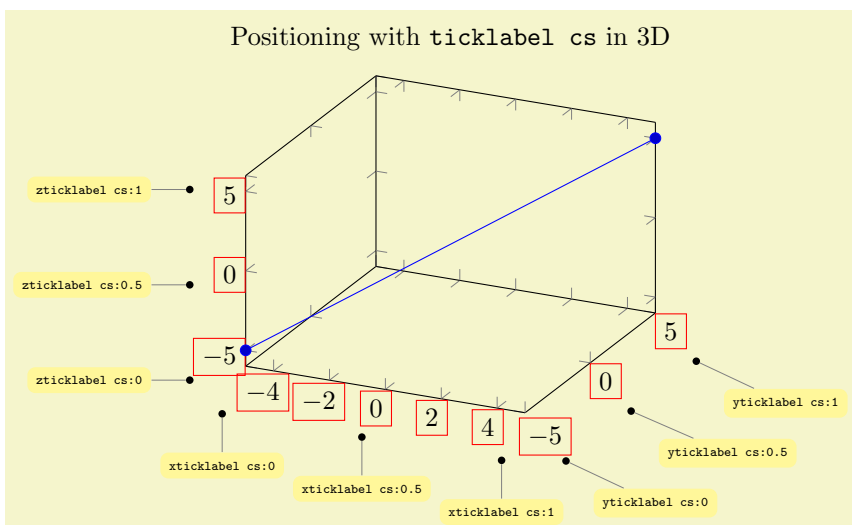 Positioning with ticklabel cs in 3D
zticklabel cs:1
5
zticklabel cs:0.5
0
zticklabel cs:0
−5
−4
−2
0
2
4
−5
0
5
xticklabel cs:0
xticklabel cs:0.5
xticklabel cs:1
yticklabel cs:0
yticklabel cs:0.5
yticklabel cs:1